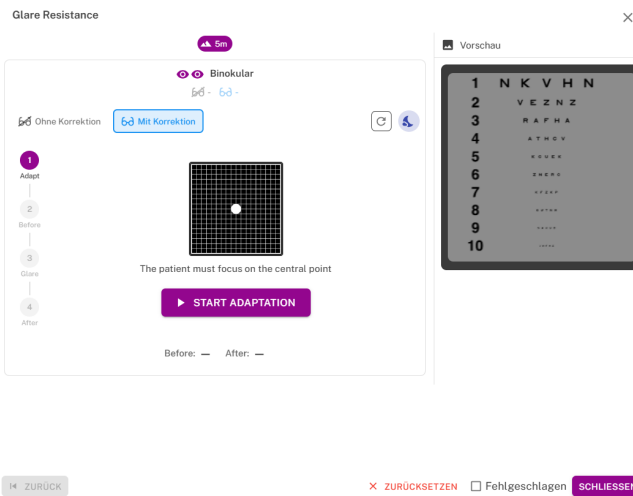 Glare Resistance
5m
Binokular
- -
Ohne Korrektion
Mit Korrektion
1
Adapt
2
Before
3
Glare
4
After
The patient must focus on the central point
START ADAPTATION
Before: — After: —
Vorschau
1 N K V H N
2 V E Z N Z
3 R A F H A
4
5
6
7
8
9
10
ZURÜCK
ZURÜCKSETZEN
Fehlgeschlagen
SCHLIESSEN